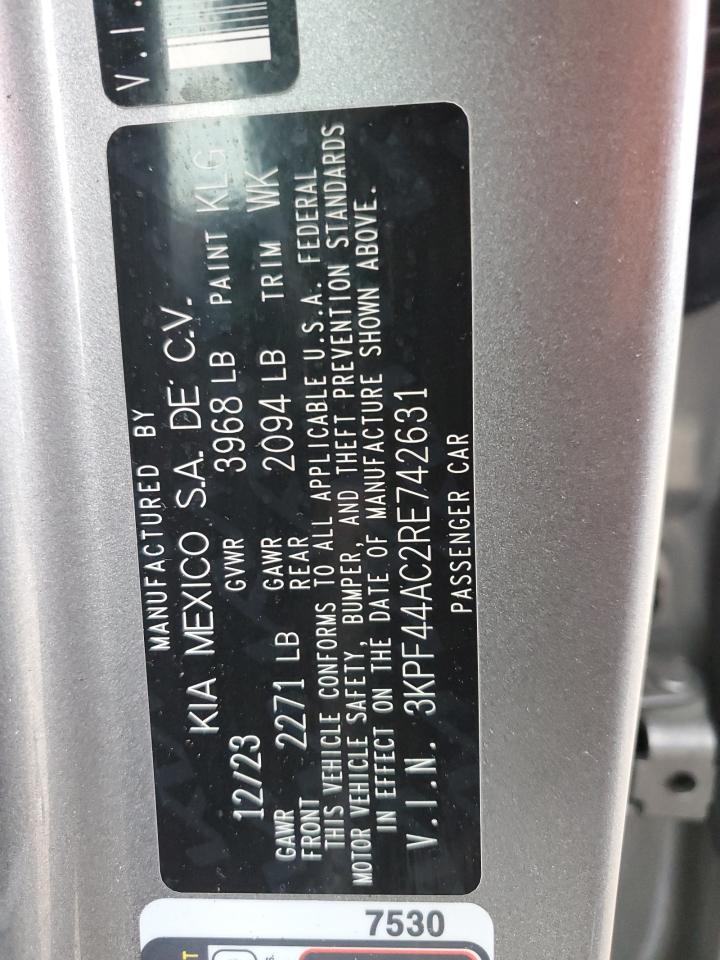 V.I.
MANUFACTURED BY
KIA MEXICO S.A. DE C.V.
12/23 GVWR 3968 LB PAINT KLG
GAWR FRONT 2271 LB GAWR REAR 2094 LB TRIM WK
THIS VEHICLE CONFORMS TO ALL APPLICABLE U.S.A. FEDERAL
MOTOR VEHICLE SAFETY, BUMPER, AND THEFT PREVENTION STANDARDS
IN EFFECT ON THE DATE OF MANUFACTURE SHOWN ABOVE.
V.I.N. 3KPF44AC2RE742631
PASSENGER CAR
7530